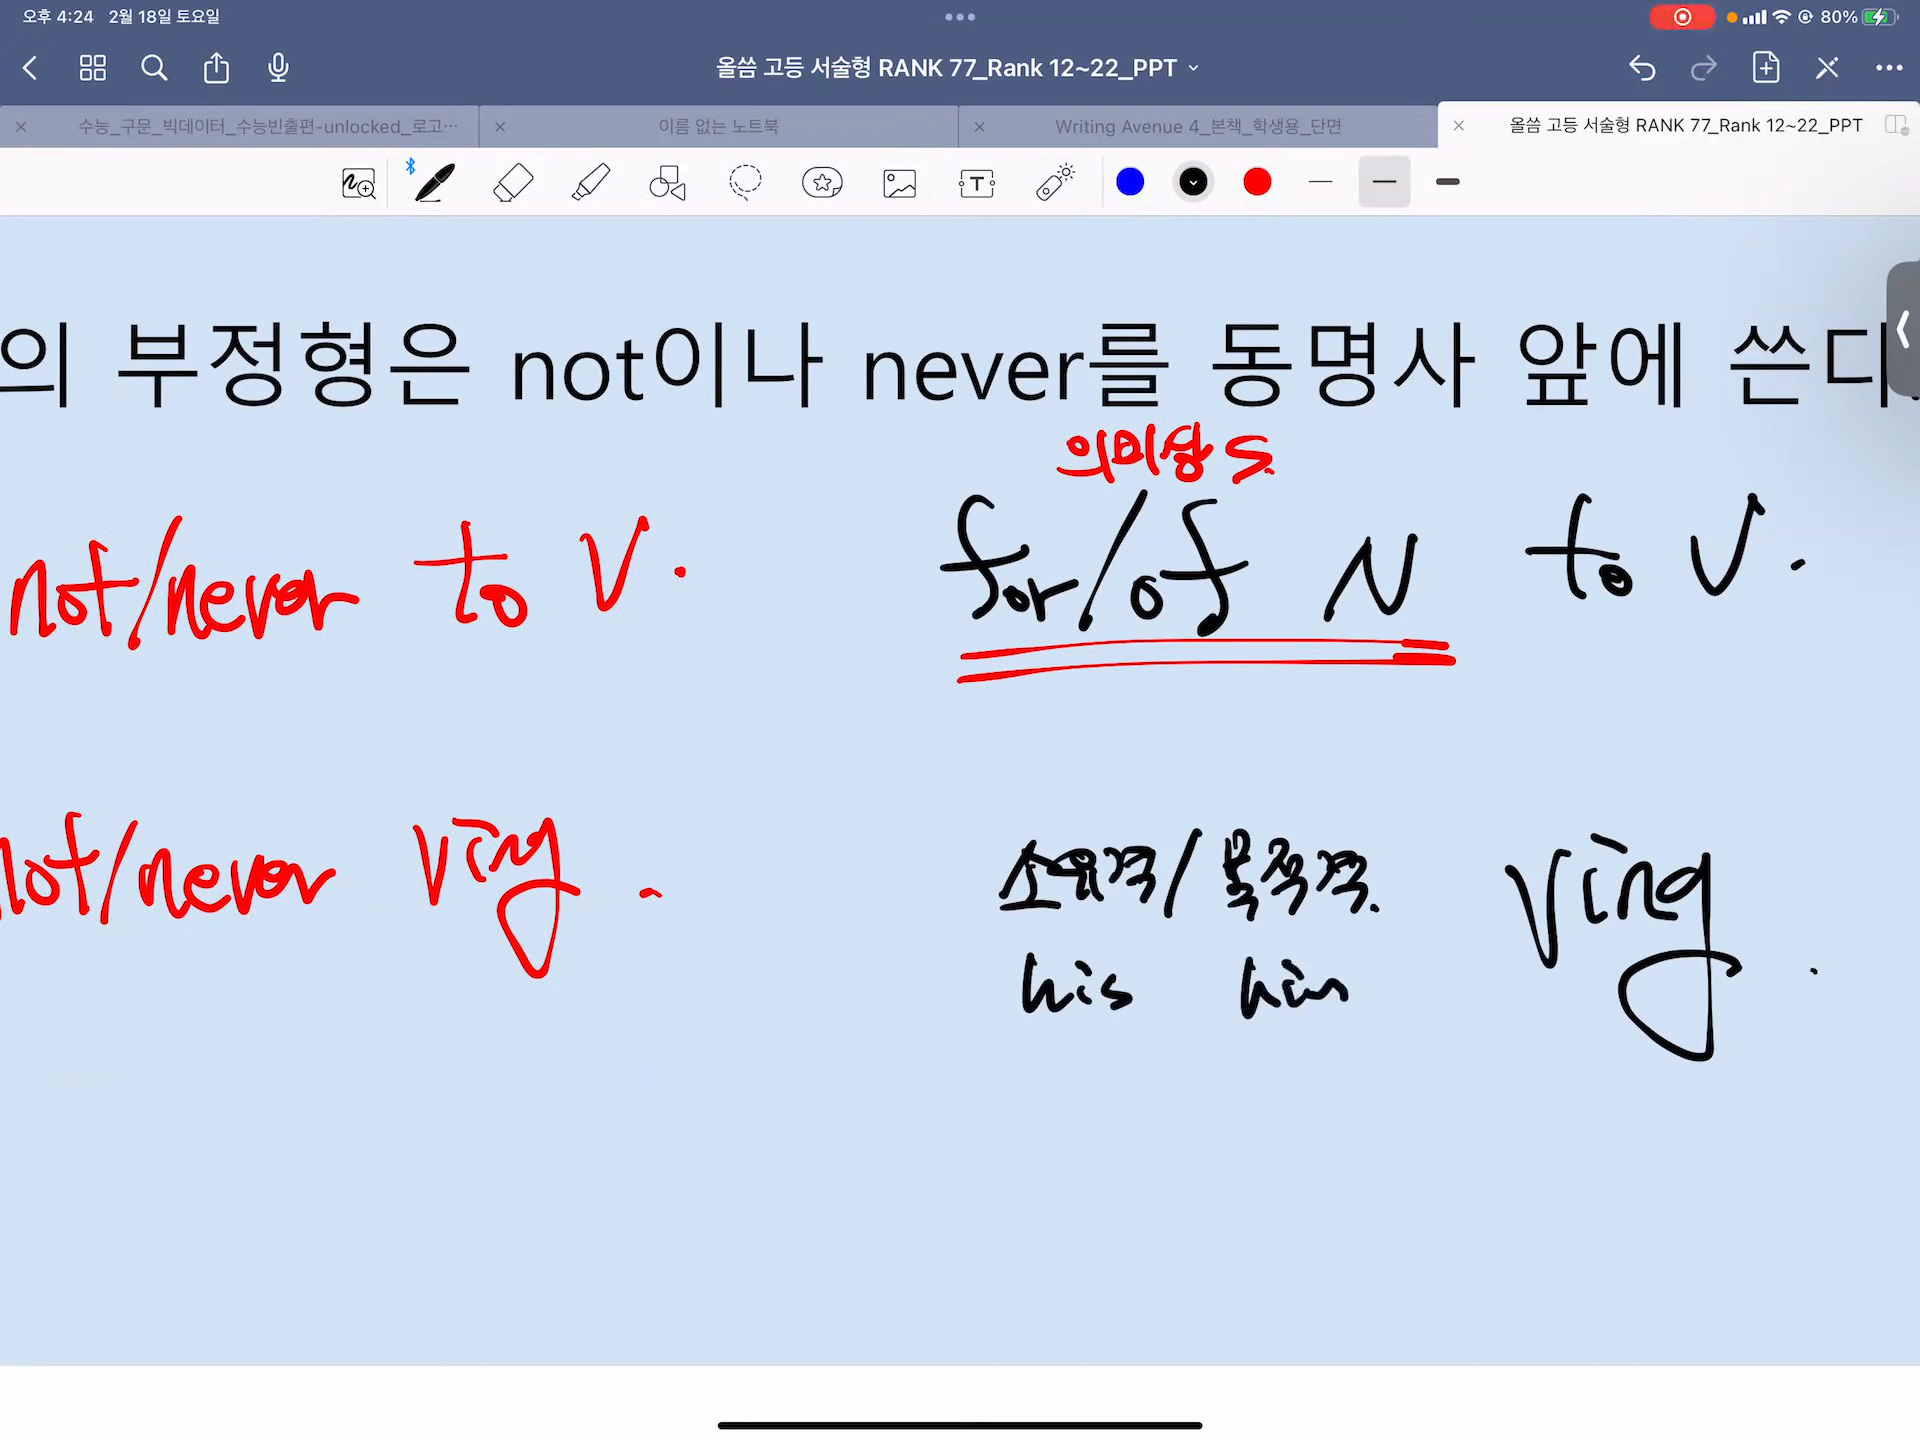 오후 4:24 2월 18일 토요일
80%
올씀 고등 서술형 RANK 77_Rank 12~22_PPT
수능_구문_빅데이터_수능빈출편-unlocked_로고…
이름 없는 노트북
Writing Avenue 4_본책_학생용_단면
올씀 고등 서술형 RANK 77_Rank 12~22_PPT
의 부정형은 not이나 never를 동명사 앞에 쓴다.
의미상 S.
not/never to V.
for/of N to V.
not/never Ving.
소유격/목적격. Ving.
his him